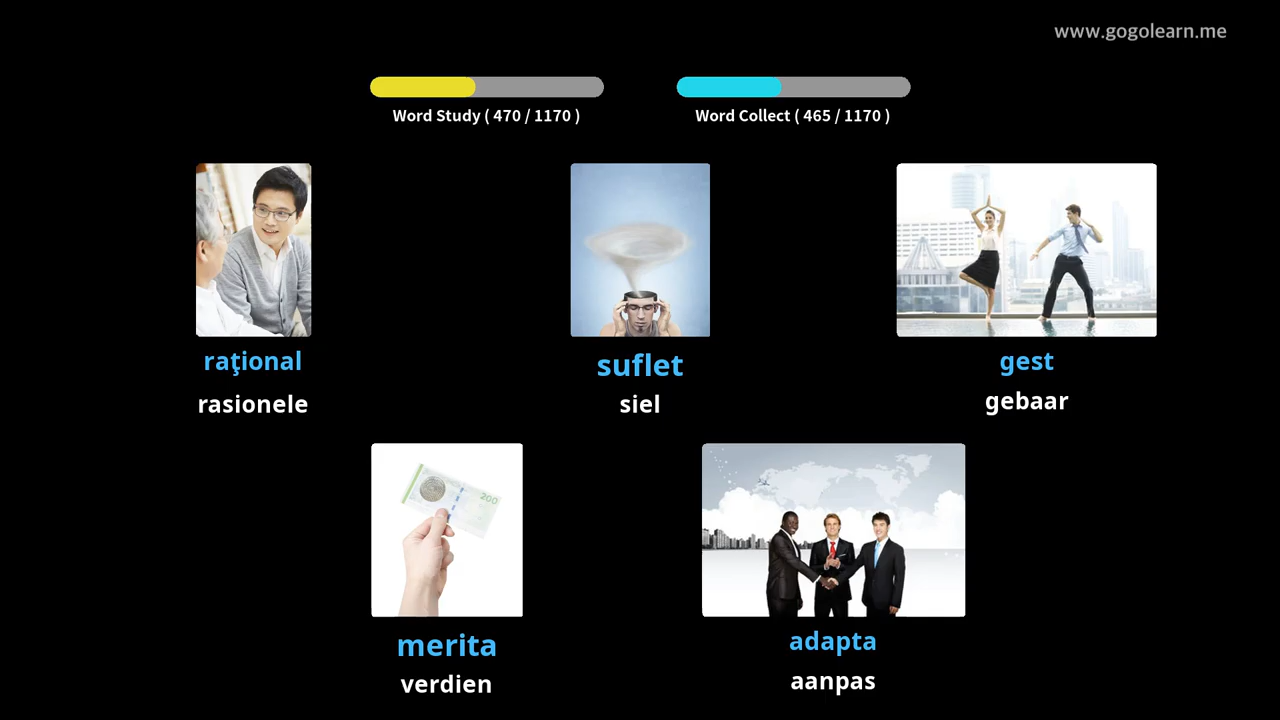 www.gogolearn.me
Word Study ( 470 / 1170 )
Word Collect ( 465 / 1170 )
raţional
suflet
gest
rasionele
siel
gebaar
200
merita
adapta
verdien
aanpas